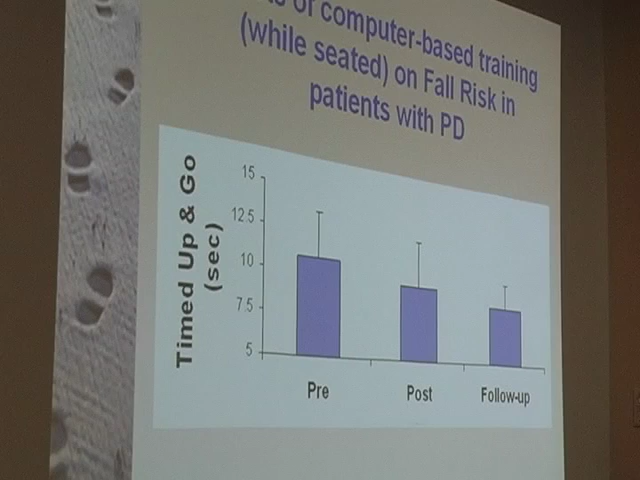 of computer-based training
(while seated) on Fall Risk in
patients with PD
Timed Up & Go
(sec)
15
12.5
10
7.5
5
Pre Post Follow-up